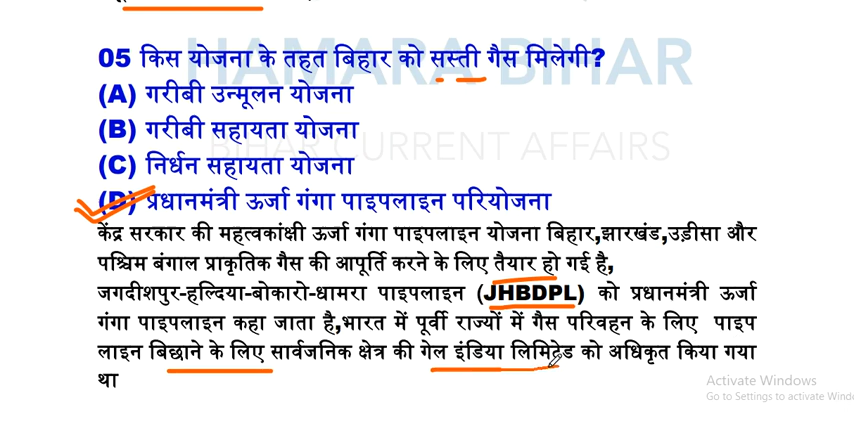 HAMARA BIHAR
BIHAR CURRENT AFFAIRS
05 किस योजना के तहत बिहार को सस्ती गैस मिलेगी?
(A) गरीबी उन्मूलन योजना
(B) गरीबी सहायता योजना
(C) निर्धन सहायता योजना
(D) प्रधानमंत्री ऊर्जा गंगा पाइपलाइन परियोजना
केंद्र सरकार की महत्वकांक्षी ऊर्जा गंगा पाइपलाइन योजना बिहार,झारखंड,उड़ीसा और
पश्चिम बंगाल प्राकृतिक गैस की आपूर्ति करने के लिए तैयार हो गई है,
जगदीशपुर-हल्दिया-बोकारो-धामरा पाइपलाइन (JHBDPL) को प्रधानमंत्री ऊर्जा
गंगा पाइपलाइन कहा जाता है,भारत में पूर्वी राज्यों में गैस परिवहन के लिए पाइप
लाइन बिछाने के लिए सार्वजनिक क्षेत्र की गेल इंडिया लिमिटेड को अधिकृत किया गया
था
Activate Windows
Go to Settings to activate Wind